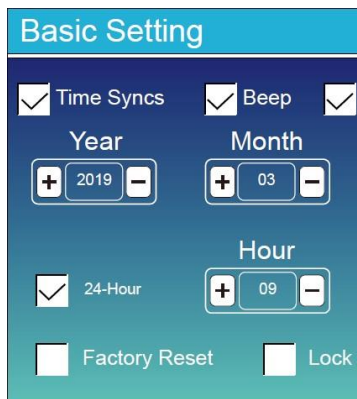 Basic Setting
Time Syncs Beep
Year Month
+ 2019 − + 03 −
Hour
24-Hour + 09 −
Factory Reset Lock